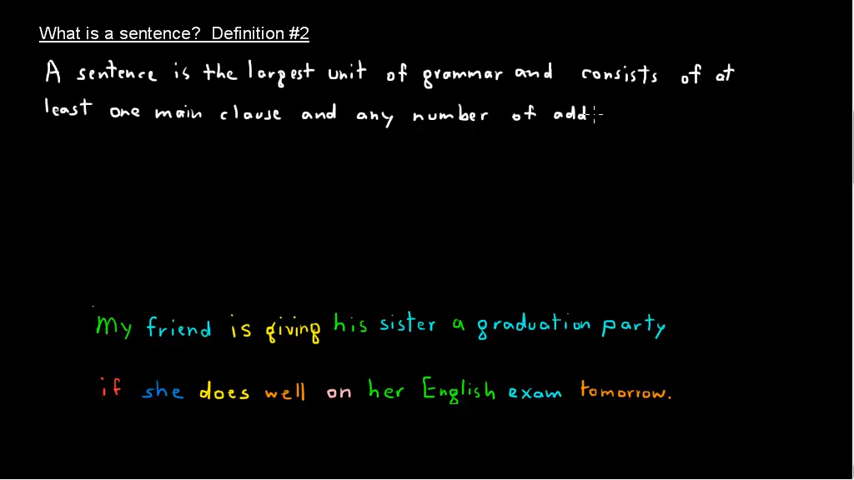 What is a sentence? Definition #2
A sentence is the largest unit of grammar and consists of at
least one main clause and any number of add
My friend is giving his sister a graduation party
if she does well on her English exam tomorrow.